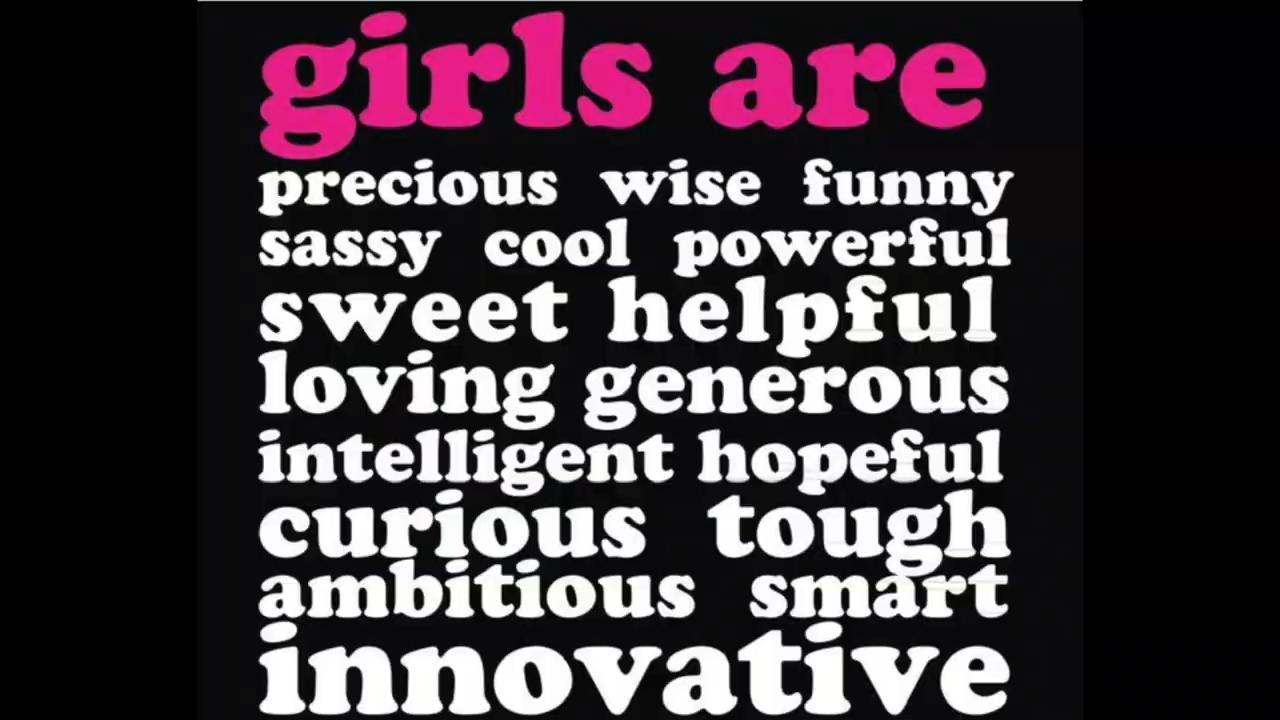 girls are
precious wise funny
sassy cool powerful
sweet helpful
loving generous
intelligent hopeful
curious tough
ambitious smart
innovative